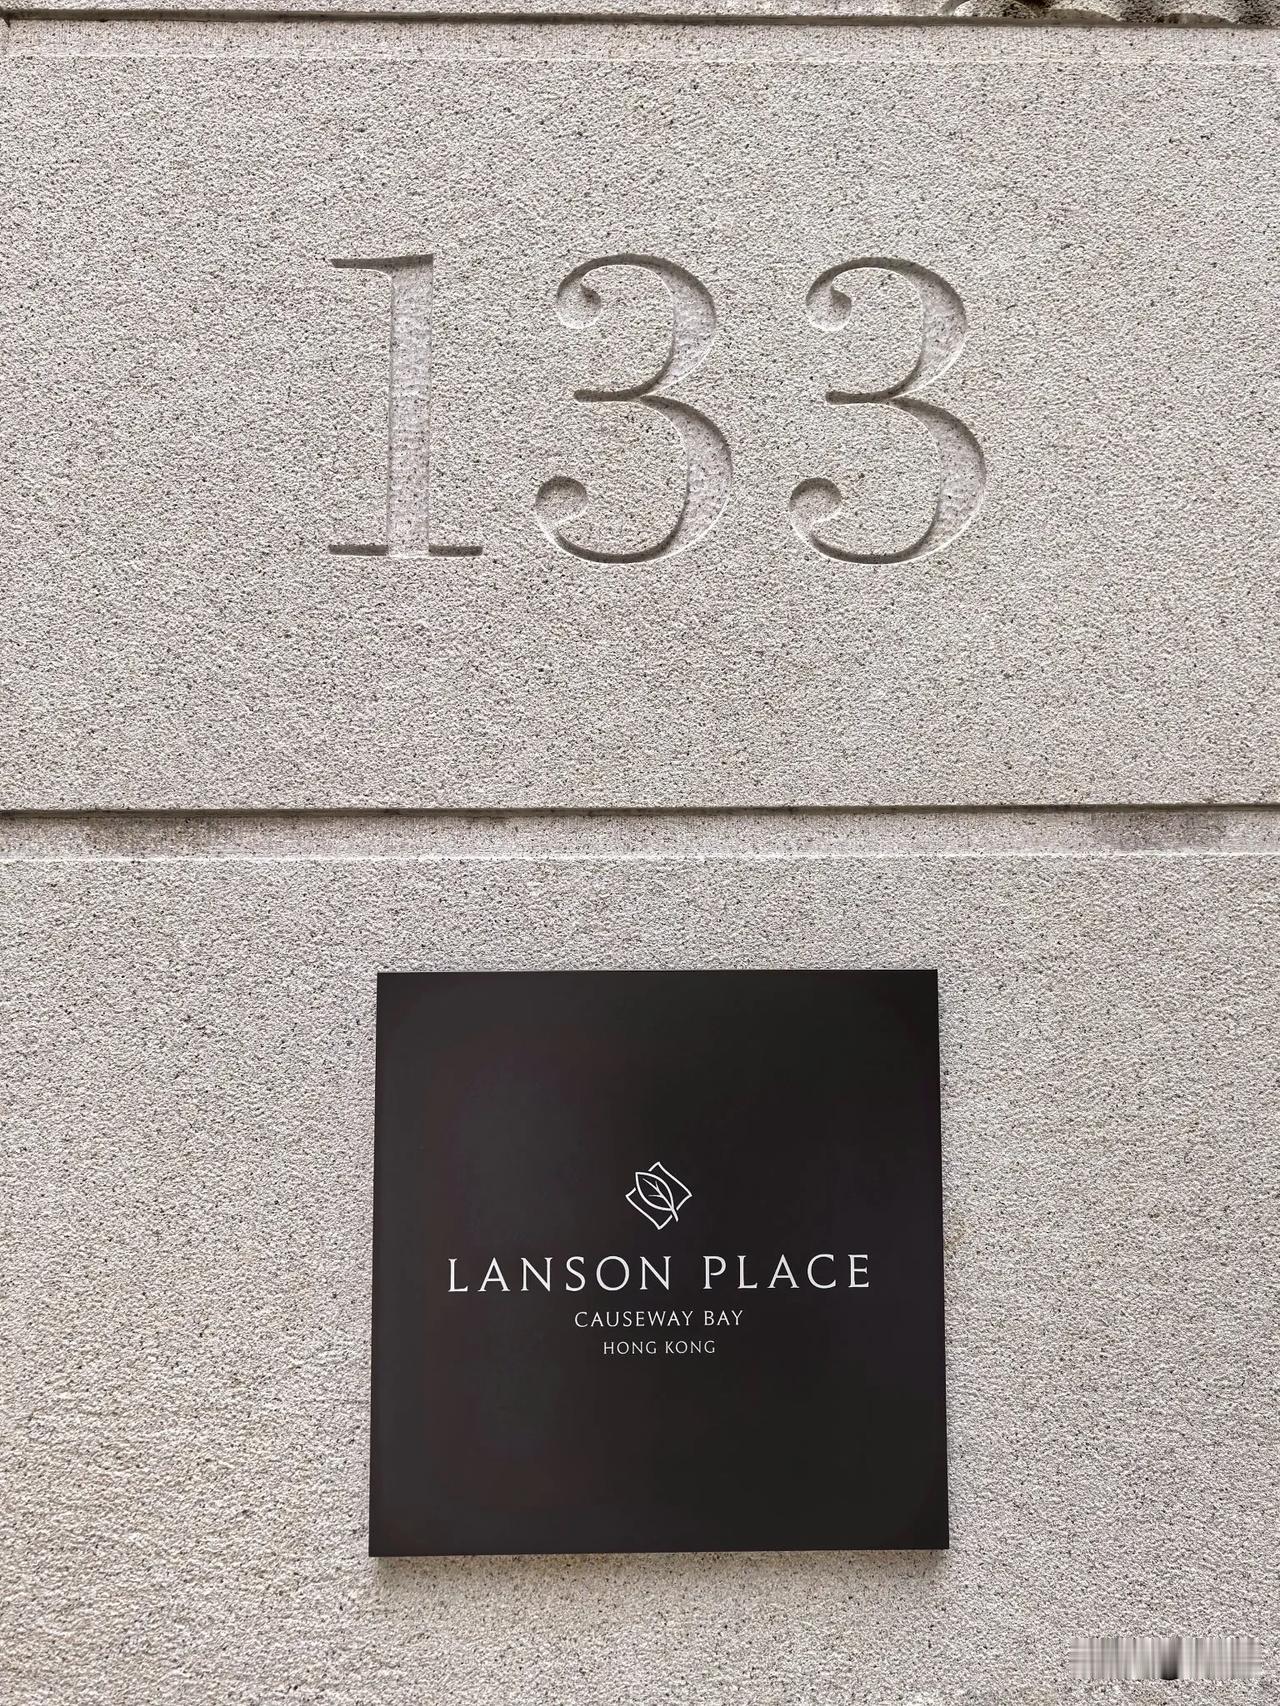 133
LANSON PLACE
CAUSEWAY BAY
HONG KONG